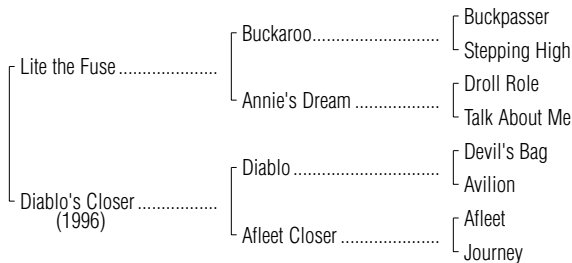 Buckpasser
Buckaroo
Stepping High
Lite the Fuse
Droll Role
Annie's Dream
Talk About Me
Devil's Bag
Diablo
Avilion
Diablo's Closer
(1996)
Afleet
Afleet Closer
Journey